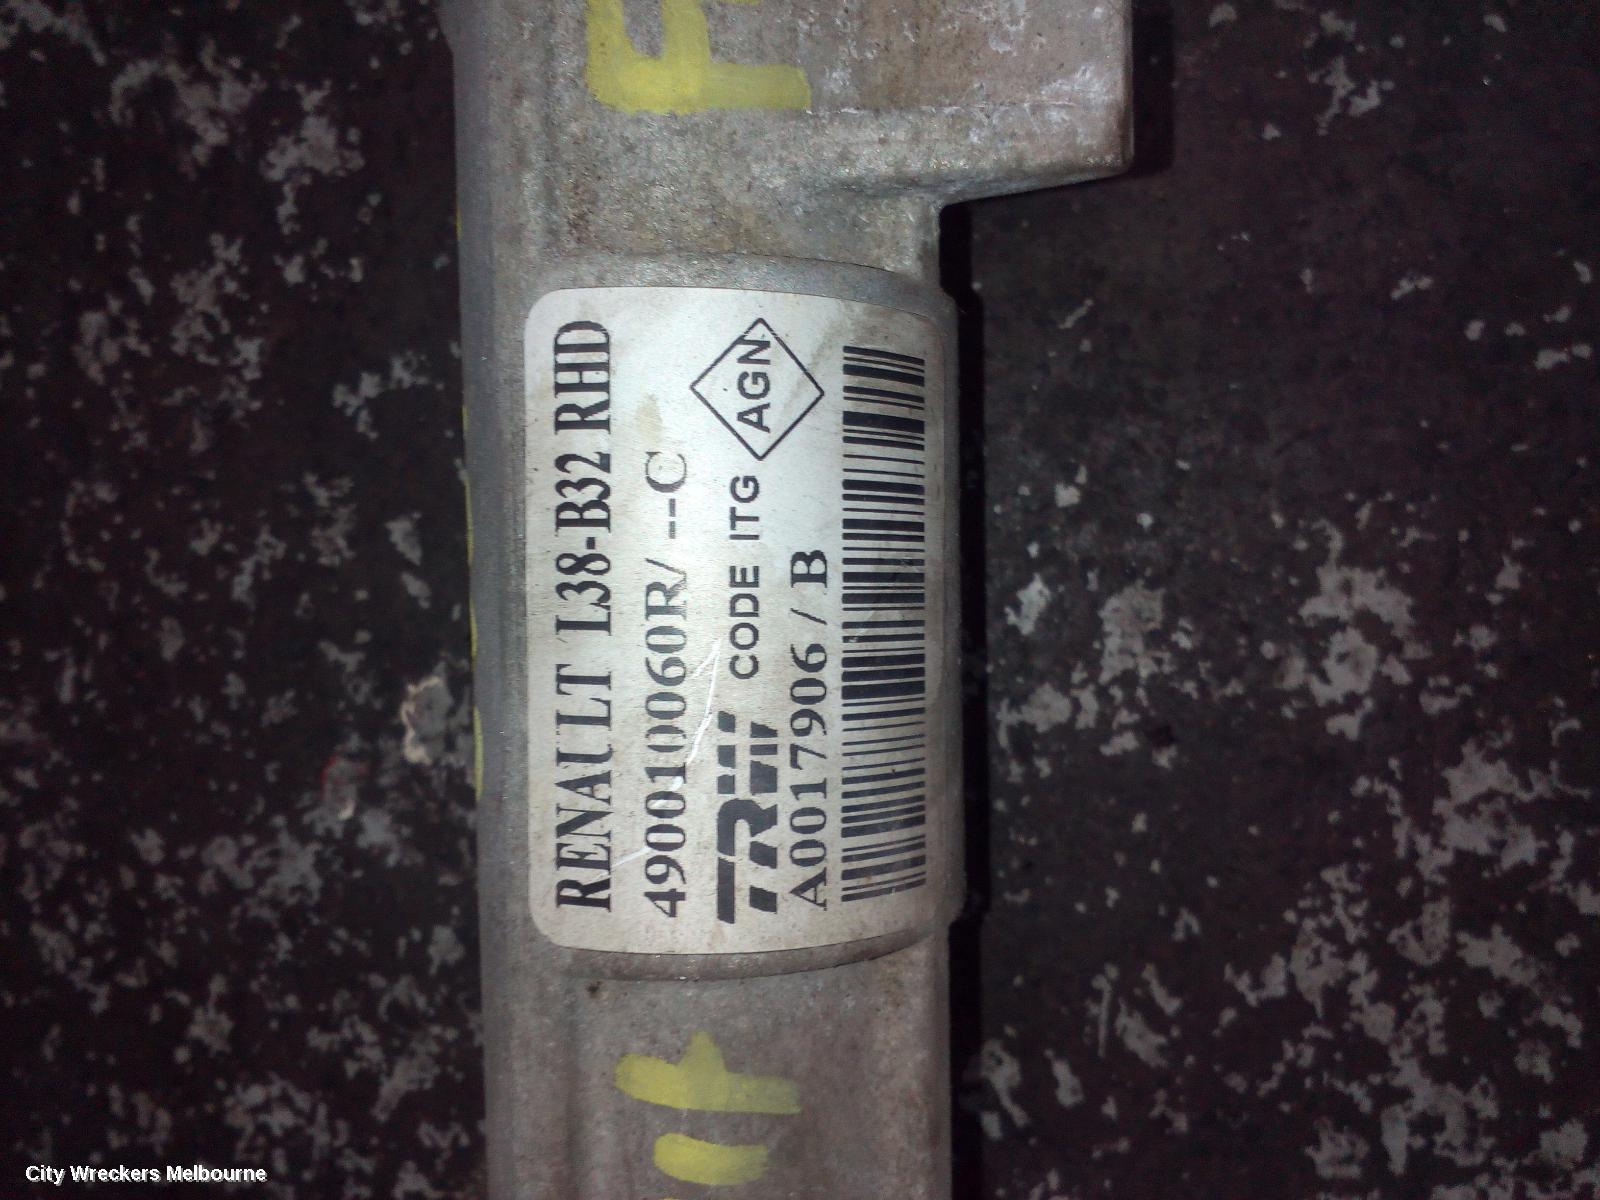 RENAULT L38-B32 RHD
490010060R/ --C
TRW CODE ITG AGN
A0017906 / B
City Wreckers Melbourne